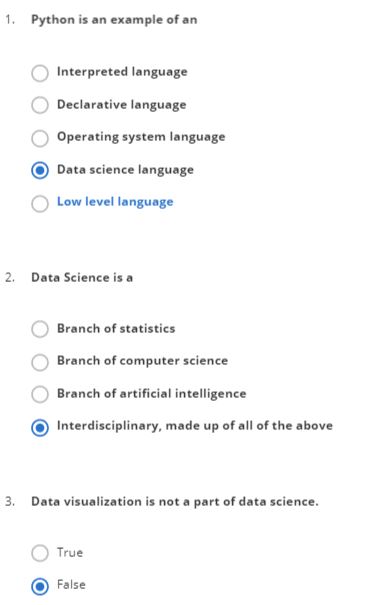 1. Python is an example of an
Interpreted language
Declarative language
Operating system language
Data science language
Low level language
2. Data Science is a
Branch of statistics
Branch of computer science
Branch of artificial intelligence
Interdisciplinary, made up of all of the above
3. Data visualization is not a part of data science.
True
False